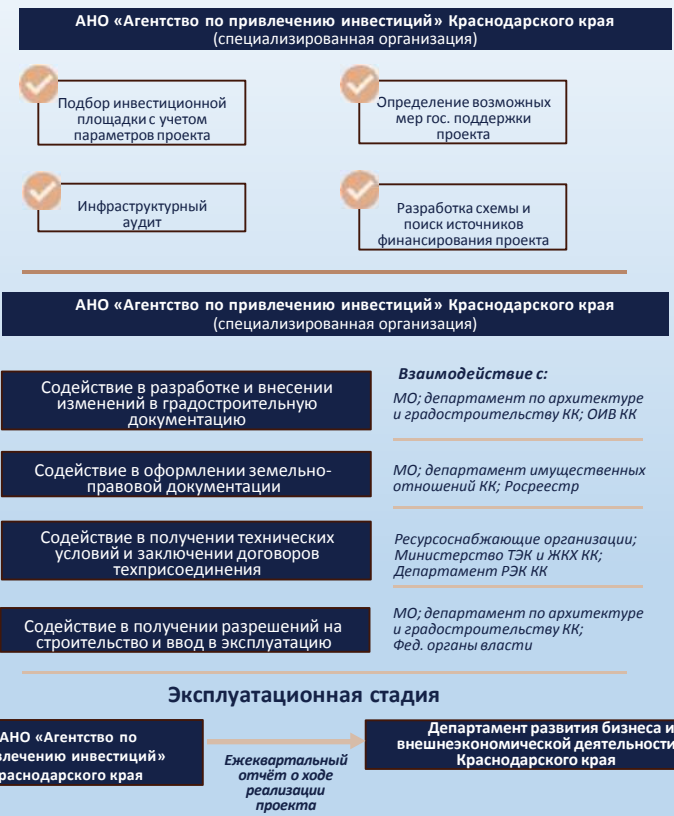 АНО «Агентство по привлечению инвестиций» Краснодарского края
(специализированная организация)
Подбор инвестиционной
площадки с учетом
параметров проекта
Определение возможных
мер гос. поддержки
проекта
Инфраструктурный
аудит
Разработка схемы и
поиск источников
финансирования проекта
АНО «Агентство по привлечению инвестиций» Краснодарского края
(специализированная организация)
Содействие в разработке и внесении
изменений в градостроительную
документацию
Взаимодействие с:
МО; департамент по архитектуре
и градостроительству КК; ОИВ КК
Содействие в оформлении земельно-
правовой документации
МО; департамент имущественных
отношений КК; Росреестр
Содействие в получении технических
условий и заключении договоров
техприсоединения
Ресурсоснабжающие организации;
Министерство ТЭК и ЖКХ КК;
Департамент РЭК КК
Содействие в получении разрешений на
строительство и ввод в эксплуатацию
МО; департамент по архитектуре
и градостроительству КК;
Фед. органы власти
Эксплуатационная стадия
АНО «Агентство по
влечению инвестиций»
раснодарского края
Ежеквартальный
отчёт о ходе
реализации
проекта
Департамент развития бизнеса и
внешнеэкономической деятельности
Краснодарского края